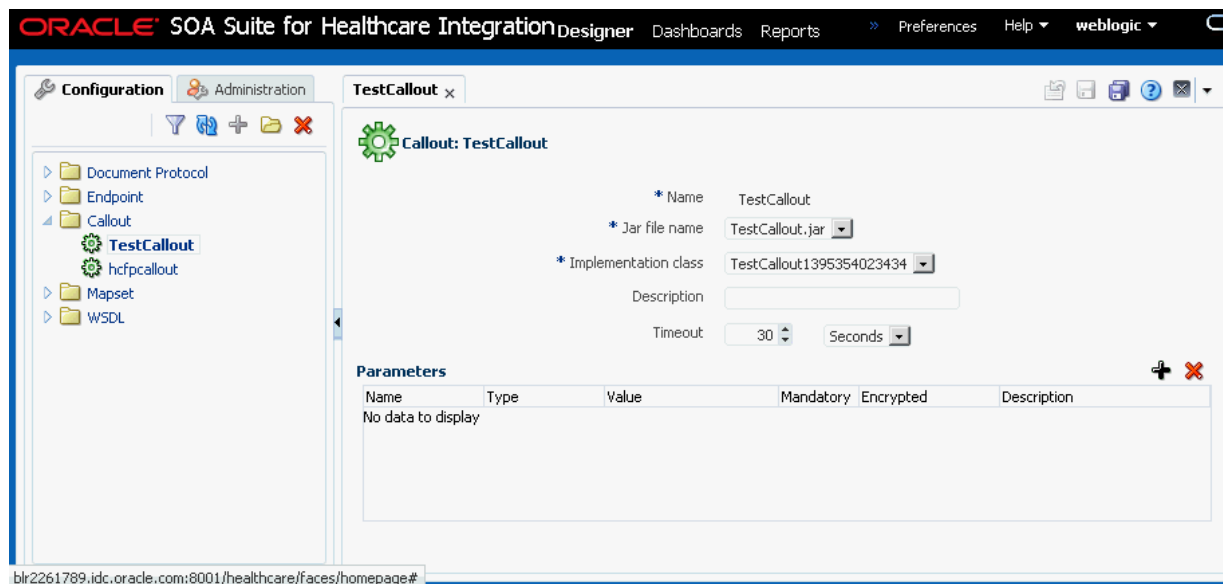 ORACLE SOA Suite for Healthcare Integration Designer Dashboards Reports » Preferences Help weblogic
Configuration Administration
TestCallout
Callout: TestCallout
Document Protocol
Endpoint
Callout
TestCallout
hcfpcallout
Mapset
WSDL
* Name TestCallout
* Jar file name TestCallout.jar
* Implementation class TestCallout1395354023434
Description
Timeout 30 Seconds
Parameters
Name Type Value Mandatory Encrypted Description
No data to display
blr2261789.idc.oracle.com:8001/healthcare/faces/homepage#